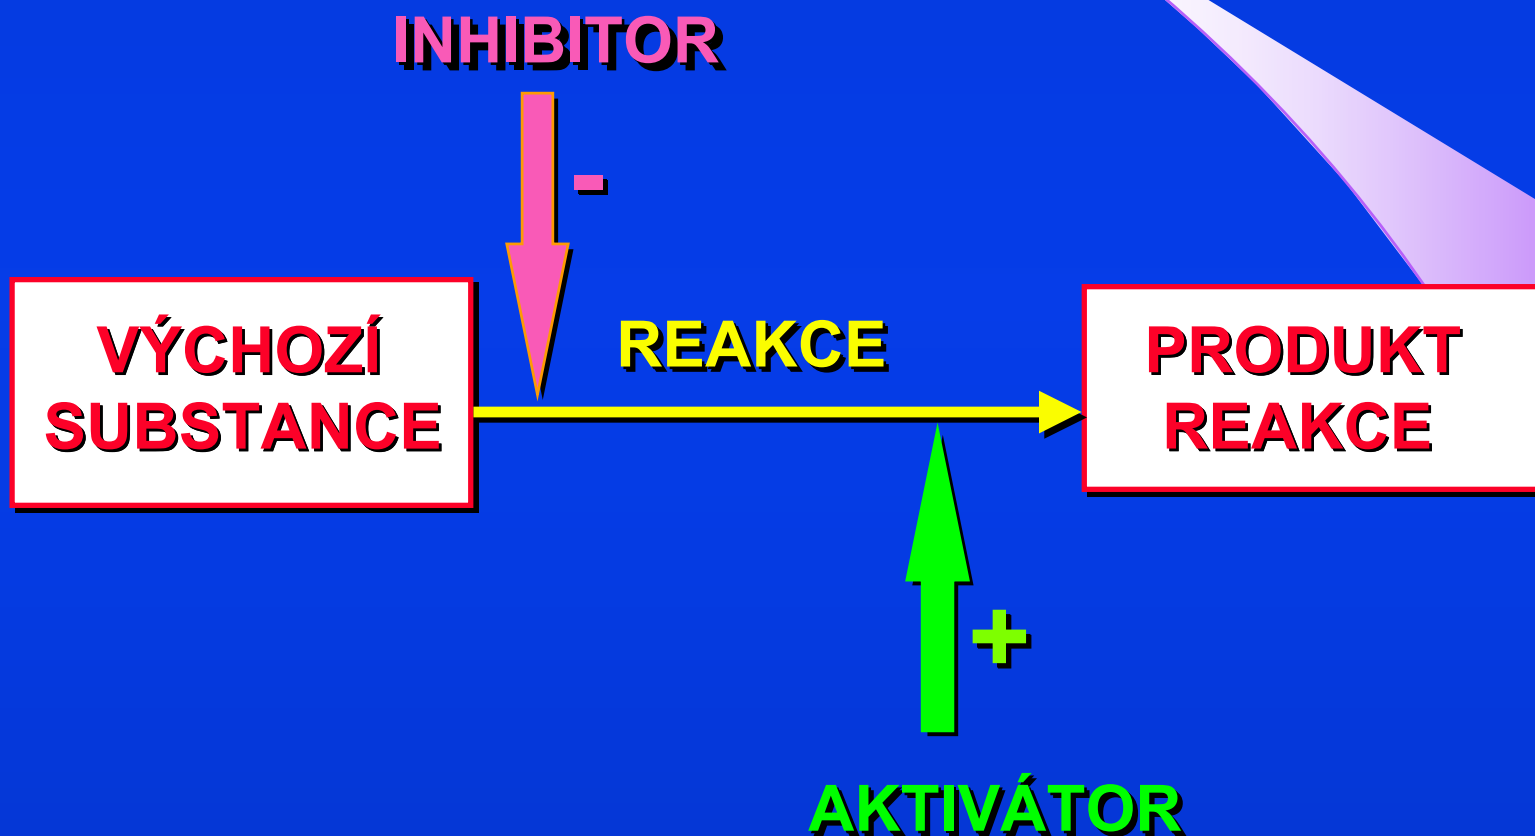 INHIBITOR
-
VÝCHOZÍ
SUBSTANCE
REAKCE
PRODUKT
REAKCE
+
AKTIVÁTOR